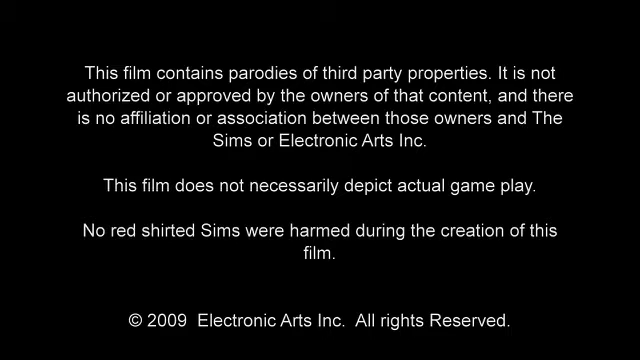 This film contains parodies of third party properties. It is not
authorized or approved by the owners of that content, and there
is no affiliation or association between those owners and The
Sims or Electronic Arts Inc.
This film does not necessarily depict actual game play.
No red shirted Sims were harmed during the creation of this
film.
© 2009  Electronic Arts Inc.  All rights Reserved.